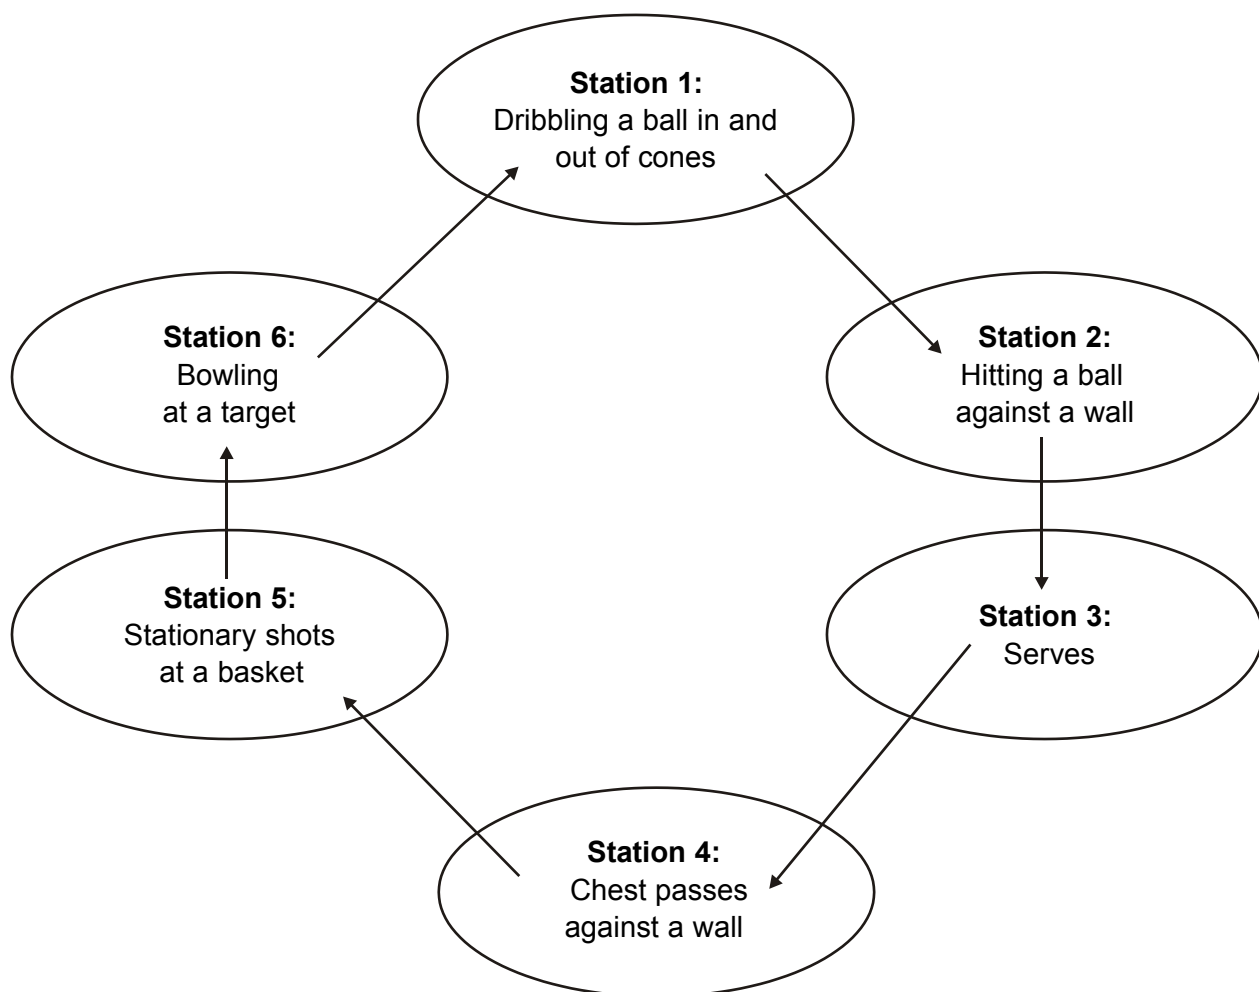 Station 1:
Dribbling a ball in and
out of cones
Station 2:
Hitting a ball
against a wall
Station 3:
Serves
Station 4:
Chest passes
against a wall
Station 5:
Stationary shots
at a basket
Station 6:
Bowling
at a target